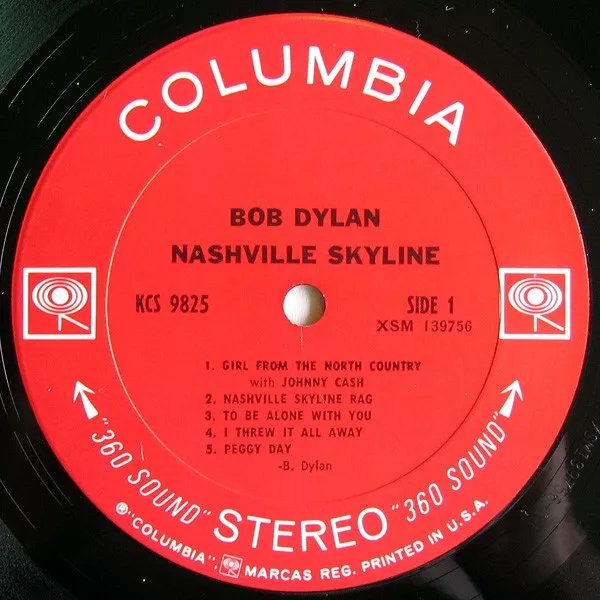 COLUMBIA
BOB DYLAN
NASHVILLE SKYLINE
KCS 9825
SIDE 1
XSM 139756
1. GIRL FROM THE NORTH COUNTRY
with JOHNNY CASH
2. NASHVILLE SKYLINE RAG
3. TO BE ALONE WITH YOU
4. I THREW IT ALL AWAY
5. PEGGY DAY
-B. Dylan
"360 SOUND" STEREO "360 SOUND"
® "COLUMBIA", MARCAS REG. PRINTED IN U.S.A.